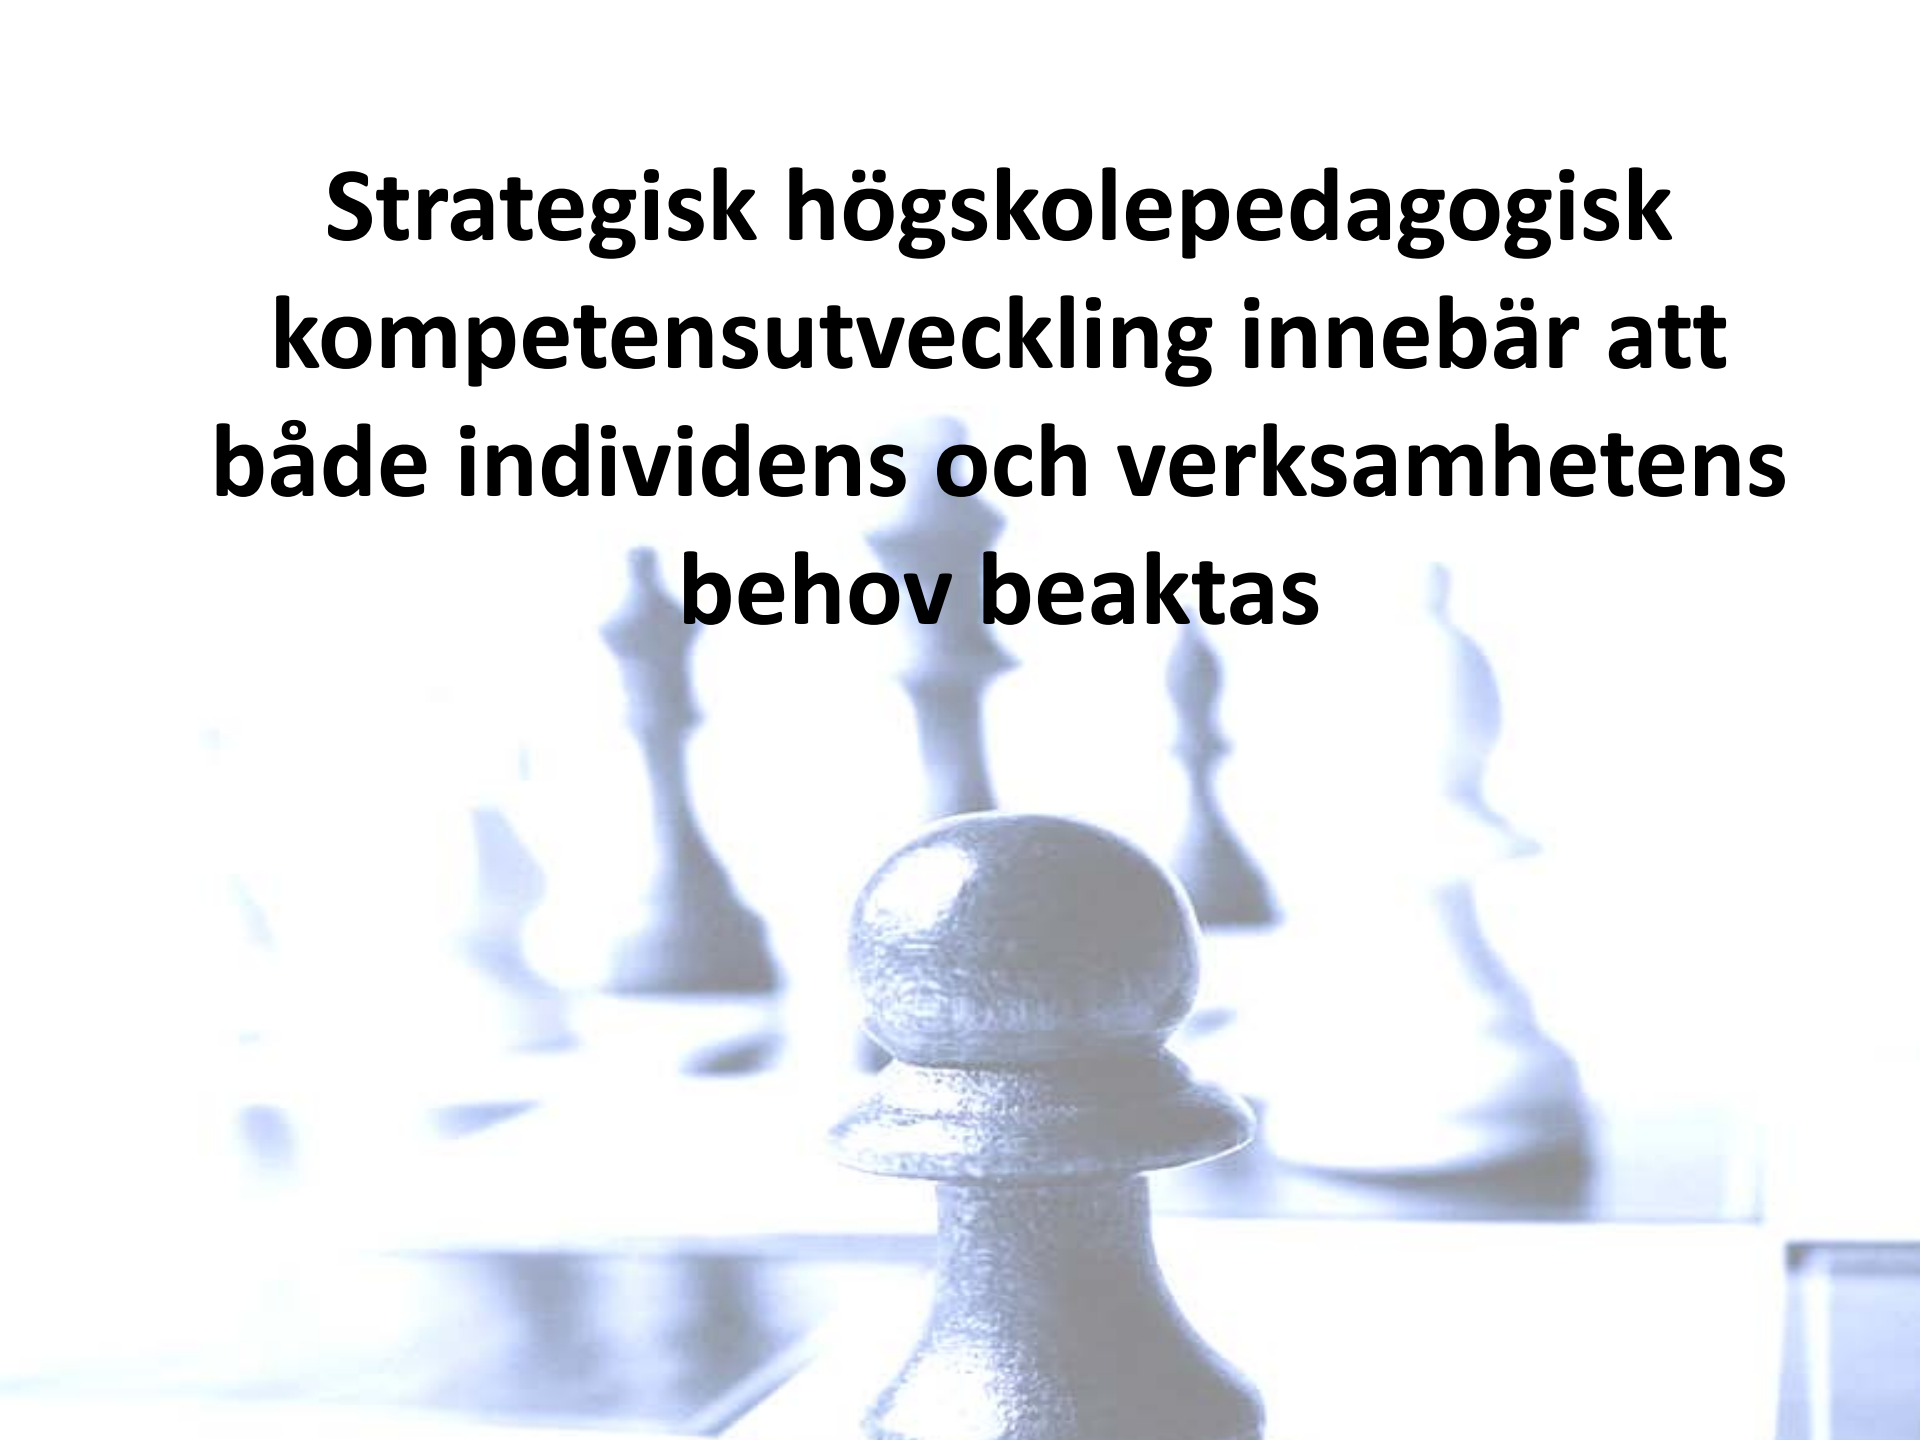 Strategisk högskolepedagogisk
kompetensutveckling innebär att
både individens och verksamhetens
behov beaktas